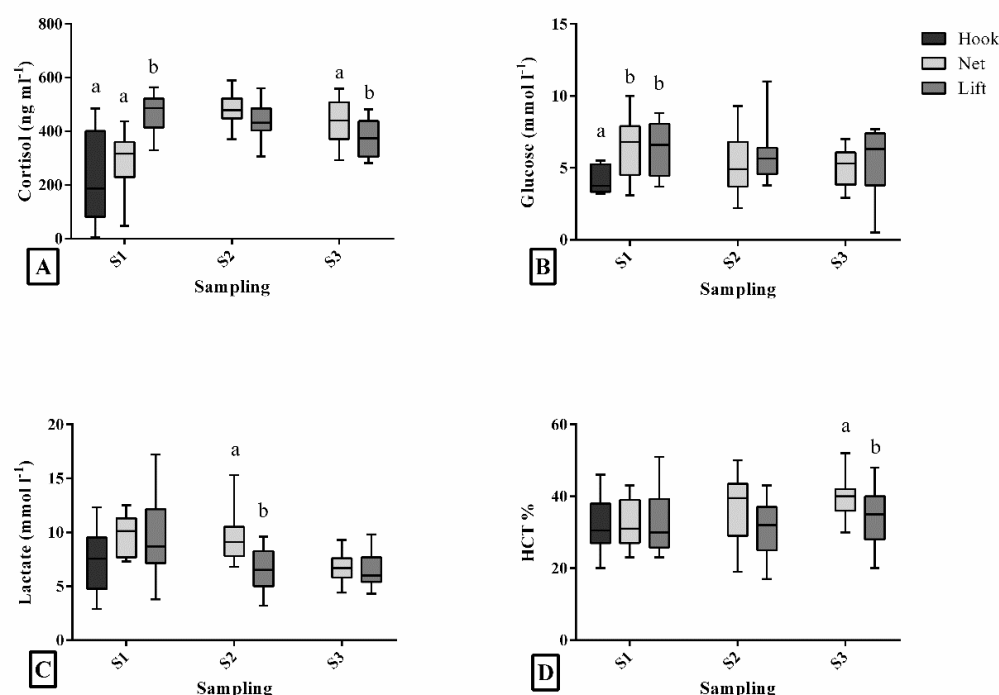 800
600
400
200
0
Cortisol (ng ml⁻¹)
a a b
a b
S1 S2 S3
Sampling
A
15
10
5
0
Glucose (mmol l⁻¹)
a b b
S1 S2 S3
Sampling
B
Hook
Net
Lift
20
15
10
5
0
Lactate (mmol l⁻¹)
a b
S1 S2 S3
Sampling
C
60
40
20
0
HCT %
a b
S1 S2 S3
Sampling
D